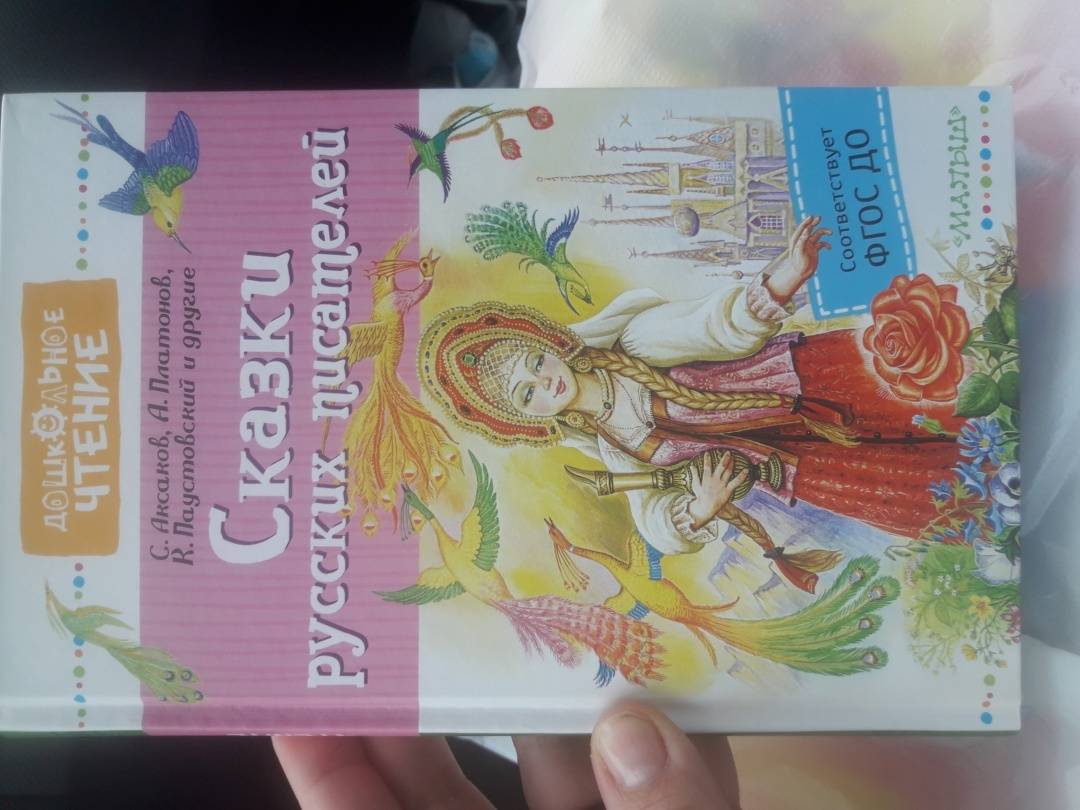 ДОШКОЛЬНОЕ
ЧТЕНИЕ
С. Аксаков, А. Платонов,
К. Паустовский и другие
Сказки
русских писателей
Соответствует
ФГОС ДО
«МАЛЫШ»